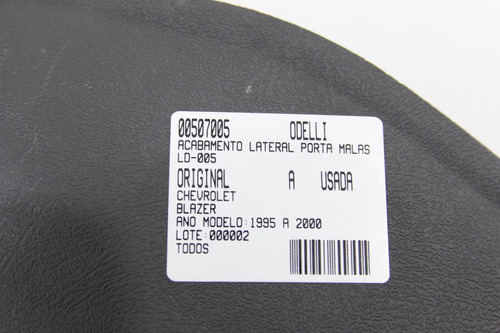 00507005 ODELLI
ACABAMENTO LATERAL PORTA MALAS
LD-005
ORIGINAL A USADA
CHEVROLET
BLAZER
ANO MODELO:1995 A 2000
LOTE:000002
TODOS